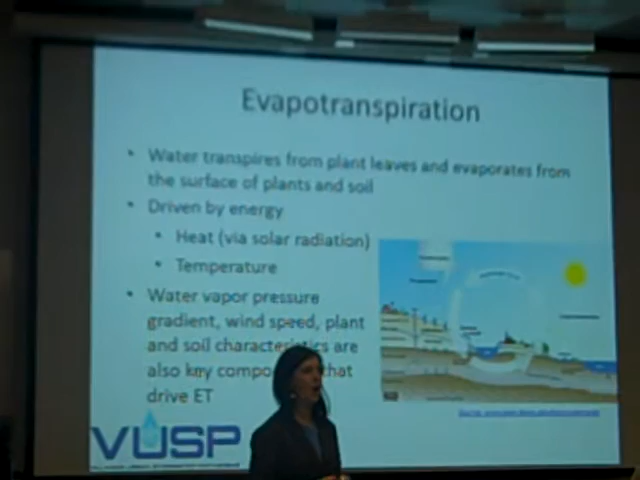 Evapotranspiration
• Water transpires from plant leaves and evaporates from
the surface of plants and soil
• Driven by energy
• Heat (via solar radiation)
• Temperature
• Water vapor pressure
gradient, wind speed, plant
and soil characteristics are
also key compo that
drive ET
VUSP